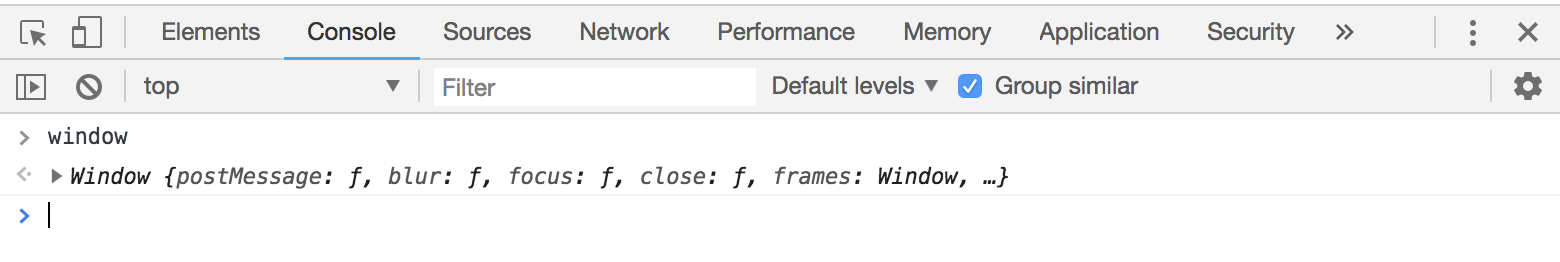 Elements Console Sources Network Performance Memory Application Security »
top ▼ Filter Default levels ▼ Group similar
> window
Window {postMessage: ƒ, blur: ƒ, focus: ƒ, close: ƒ, frames: Window, …}
>